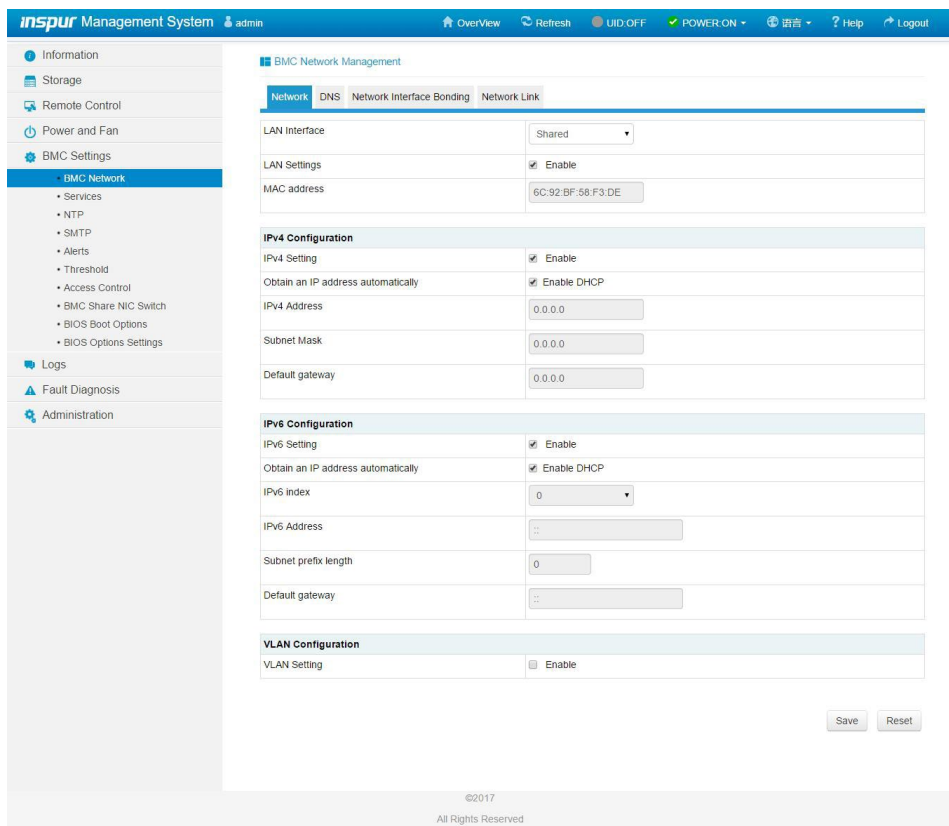 inspur Management System admin OverView Refresh UID:OFF POWER:ON 语言 Help Logout
Information
Storage
Remote Control
Power and Fan
BMC Settings
BMC Network
• Services
• NTP
• SMTP
• Alerts
• Threshold
• Access Control
• BMC Share NIC Switch
• BIOS Boot Options
• BIOS Options Settings
Logs
Fault Diagnosis
Administration
BMC Network Management
Network DNS Network Interface Bonding Network Link
LAN Interface Shared
LAN Settings Enable
MAC address 6C:92:BF:58:F3:DE
IPv4 Configuration
IPv4 Setting Enable
Obtain an IP address automatically Enable DHCP
IPv4 Address 0.0.0.0
Subnet Mask 0.0.0.0
Default gateway 0.0.0.0
IPv6 Configuration
IPv6 Setting Enable
Obtain an IP address automatically Enable DHCP
IPv6 index 0
IPv6 Address ::
Subnet prefix length 0
Default gateway ::
VLAN Configuration
VLAN Setting Enable
Save Reset
©2017
All Rights Reserved